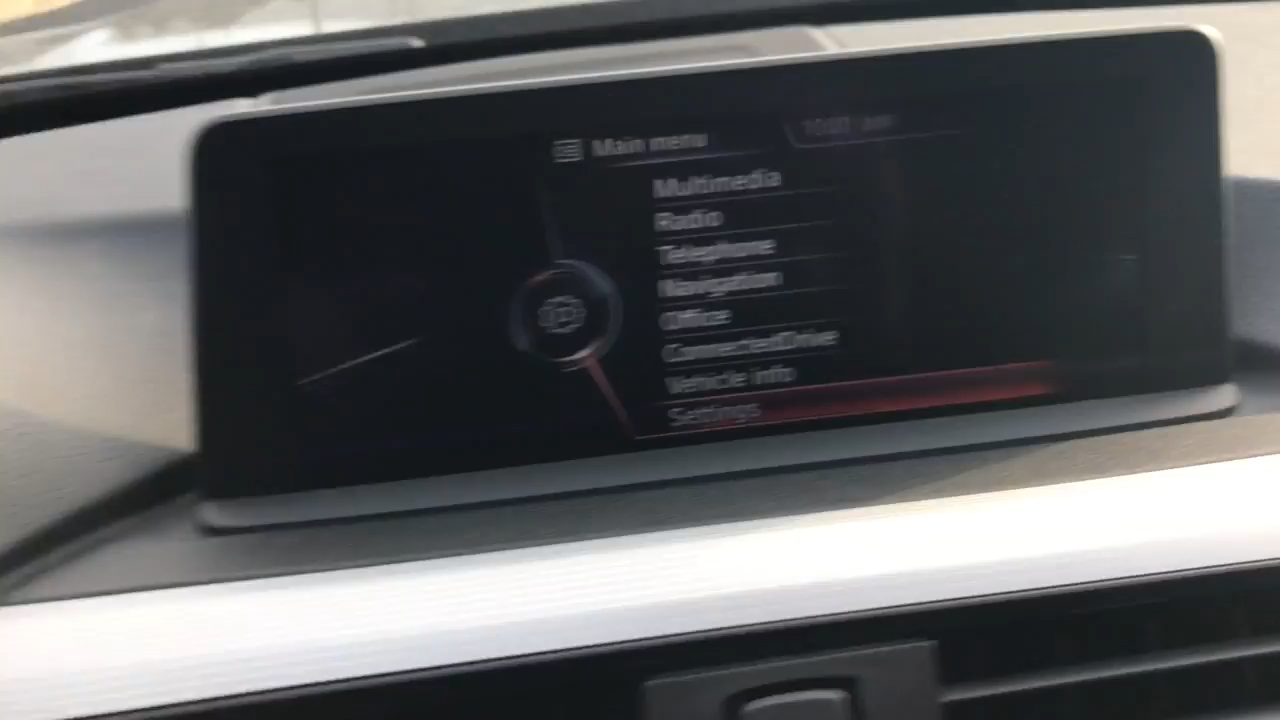 Main menu
Multimedia
Radio
Telephone
Navigation
Office
ConnectedDrive
Vehicle info
Settings